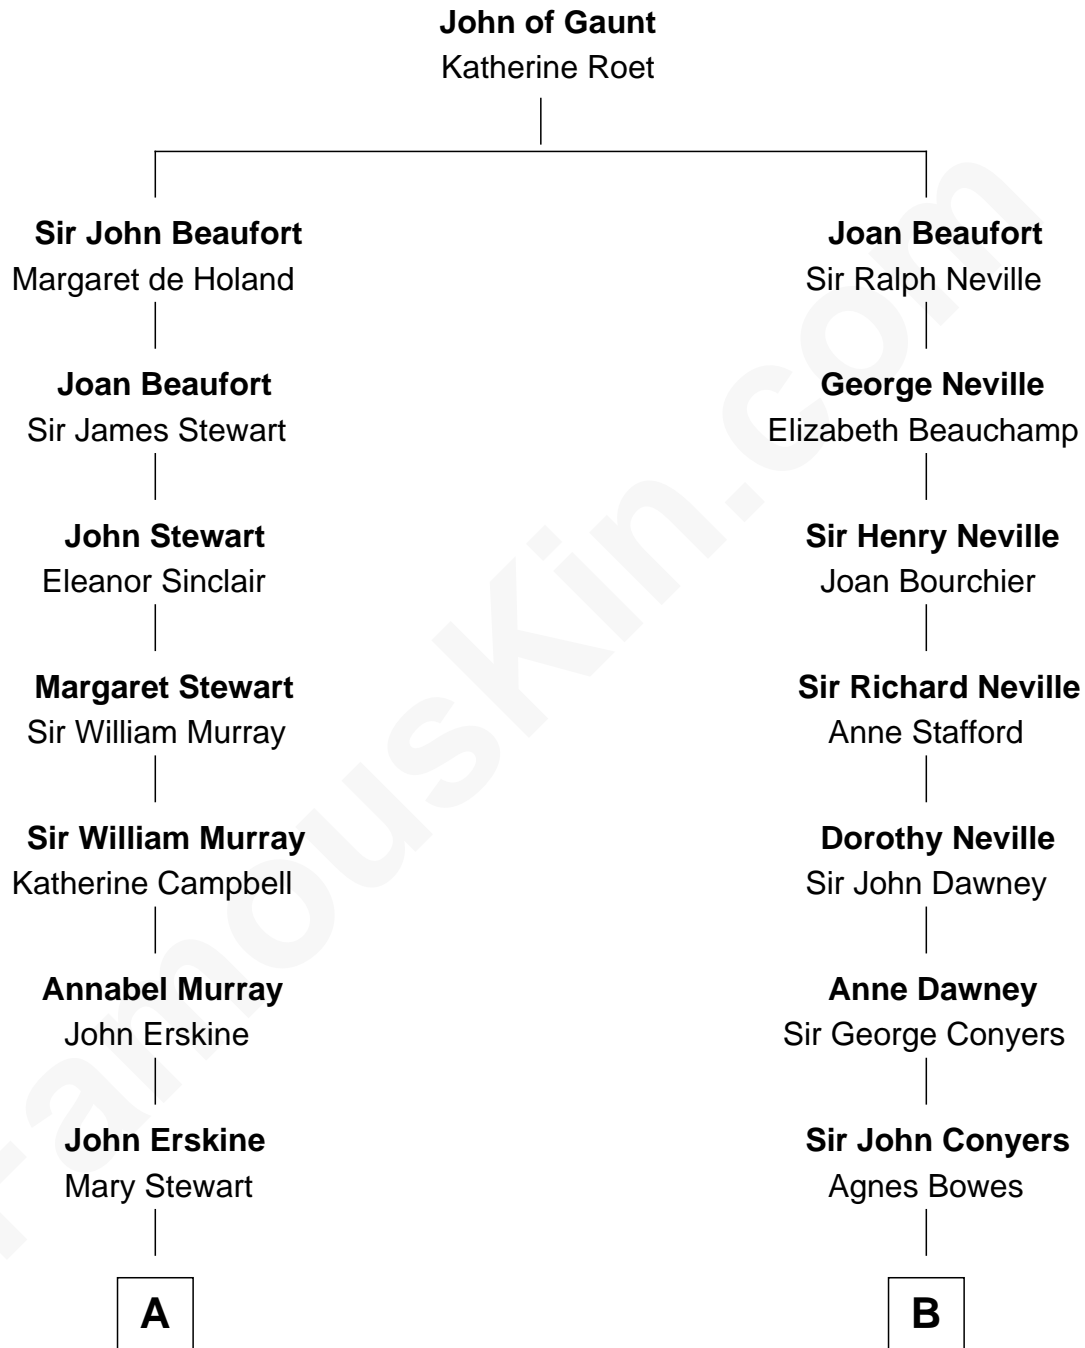 John of Gaunt
Katherine Roet
Sir John Beaufort
Margaret de Holand
Joan Beaufort
Sir James Stewart
John Stewart
Eleanor Sinclair
Margaret Stewart
Sir William Murray
Sir William Murray
Katherine Campbell
Annabel Murray
John Erskine
John Erskine
Mary Stewart
A
Joan Beaufort
Sir Ralph Neville
George Neville
Elizabeth Beauchamp
Sir Henry Neville
Joan Bourchier
Sir Richard Neville
Anne Stafford
Dorothy Neville
Sir John Dawney
Anne Dawney
Sir George Conyers
Sir John Conyers
Agnes Bowes
B
FamousKin.com